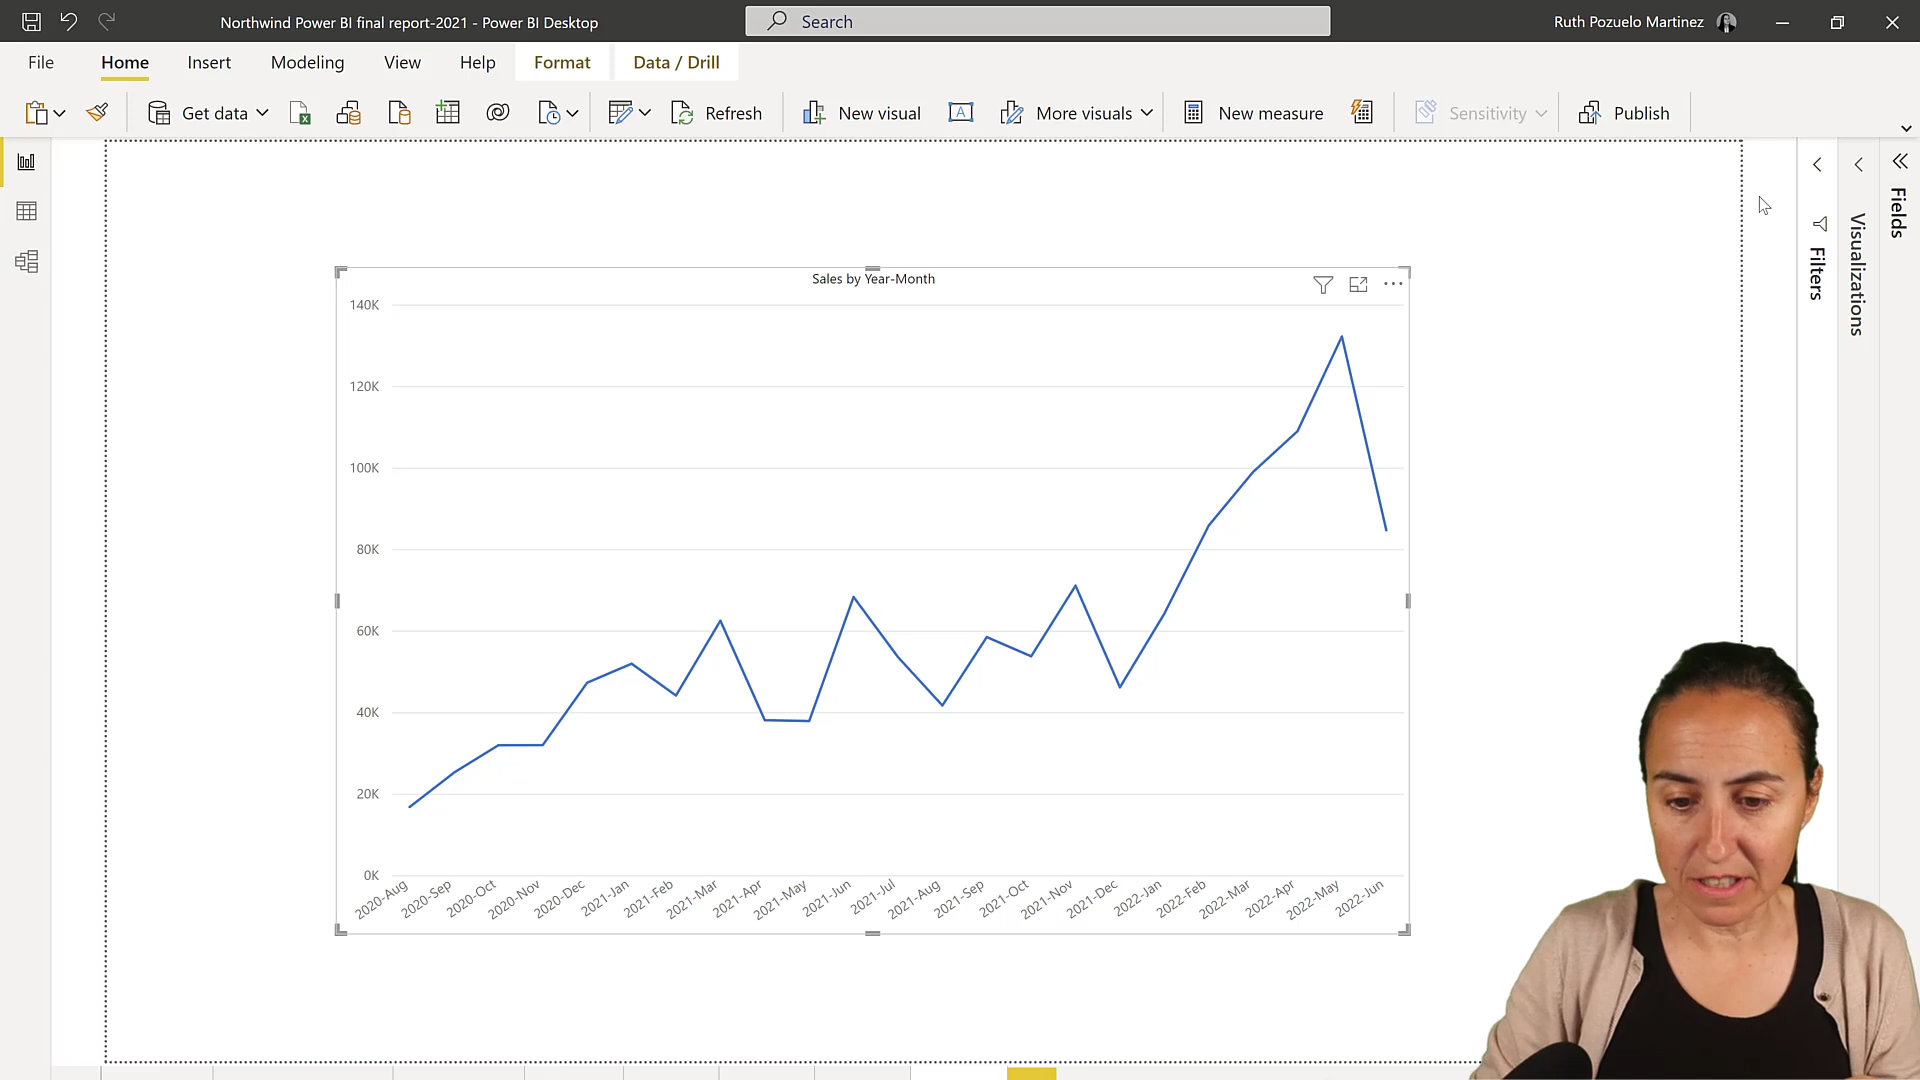 Northwind Power BI final report-2021 - Power BI Desktop
Search
Ruth Pozuelo Martinez
File
Home
Insert
Modeling
View
Help
Format
Data / Drill
Get data
Refresh
New visual
More visuals
New measure
Sensitivity
Publish
Filters
Visualizations
Fields
Sales by Year-Month
140K
120K
100K
80K
60K
40K
20K
0K
2020-Aug
2020-Sep
2020-Oct
2020-Nov
2020-Dec
2021-Jan
2021-Feb
2021-Mar
2021-Apr
2021-May
2021-Jun
2021-Jul
2021-Aug
2021-Sep
2021-Oct
2021-Nov
2021-Dec
2022-Jan
2022-Feb
2022-Mar
2022-Apr
2022-May
2022-Jun